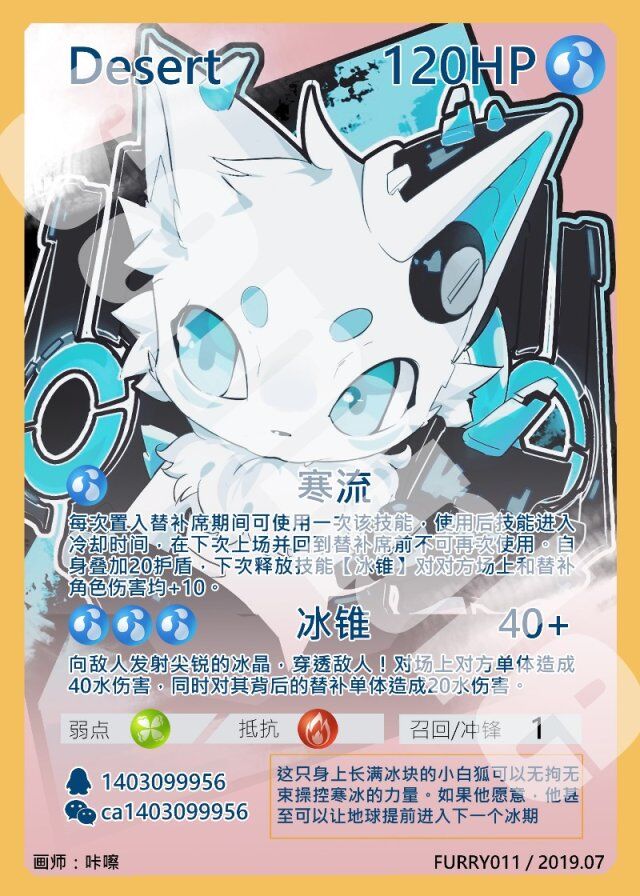 Desert 120HP
寒流
每次置入替补席期间可使用一次该技能，使用后技能进入
冷却时间，在下次上场并回到替补席前不可再次使用。自
身叠加20护盾，下次释放技能【冰锥】对对方场上和替补
角色伤害均+10。
冰锥 40+
向敌人发射尖锐的冰晶，穿透敌人！对场上对方单体造成
40水伤害，同时对其背后的替补单体造成20水伤害。
弱点 抵抗 召回/冲锋 1
1403099956
ca1403099956
这只身上长满冰块的小白狐可以无拘无
束操控寒冰的力量。如果他愿意，他甚
至可以让地球提前进入下一个冰期
画师：咔嚓 FURRY011 / 2019.07